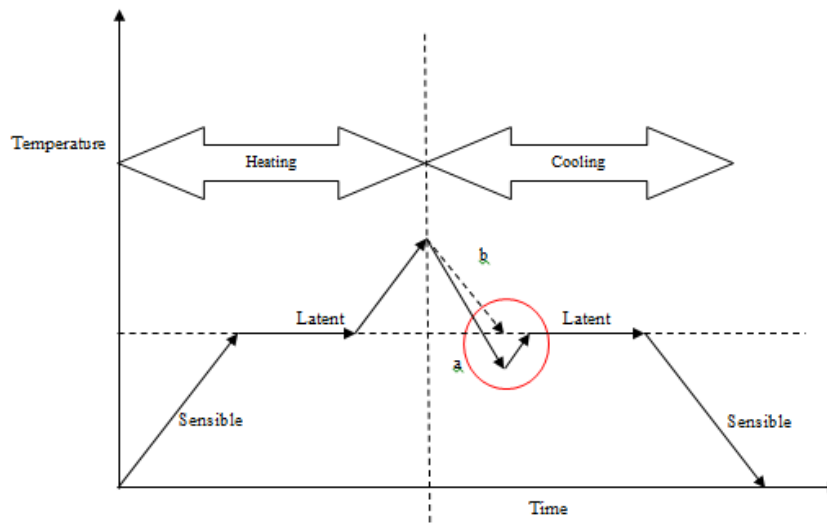 Temperature
Heating
Cooling
b
Latent
Latent
a
Sensible
Sensible
Time